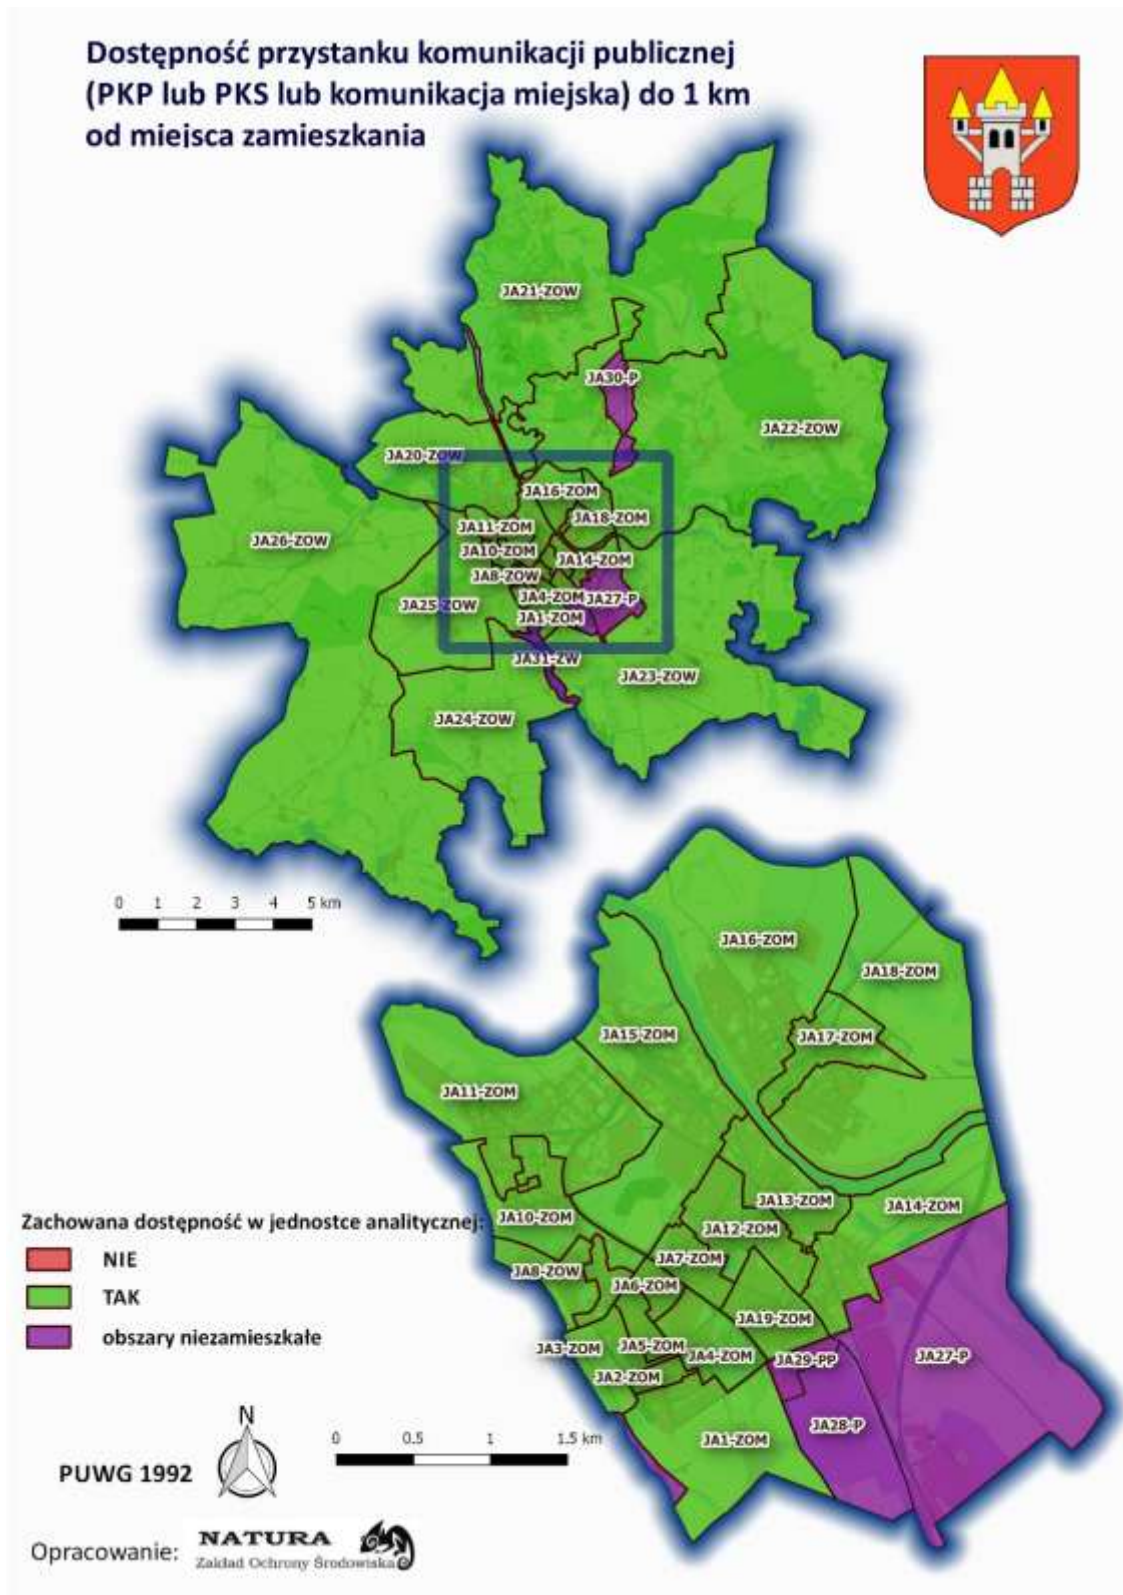 Dostępność przystanku komunikacji publicznej
(PKP lub PKS lub komunikacja miejska) do 1 km
od miejsca zamieszkania
JA21-ZOW
JA30-P
JA22-ZOW
JA20-ZOW
JA16-ZOM
JA18-ZOM
JA11-ZOM
JA26-ZOW
JA10-ZOM
JA14-ZOM
JA8-ZOW
JA4-ZOM
JA27-P
JA25-ZOW
JA1-ZOM
JA31-ZW
JA23-ZOW
JA24-ZOW
0 1 2 3 4 5 km
JA16-ZOM
JA18-ZOM
JA15-ZOM
JA17-ZOM
JA11-ZOM
JA13-ZOM
JA14-ZOM
JA10-ZOM
JA12-ZOM
Zachowana dostępność w jednostce analitycznej:
NIE
TAK
obszary niezamieszkałe
JA7-ZOM
JA8-ZOW
JA6-ZOM
JA19-ZOM
JA3-ZOM
JA5-ZOM
JA4-ZOM
JA29-PP
JA27-P
JA2-ZOM
JA28-P
JA1-ZOM
N
0 0.5 1 1.5 km
PUWG 1992
Opracowanie:
NATURA
Zakład Ochrony Środowiska